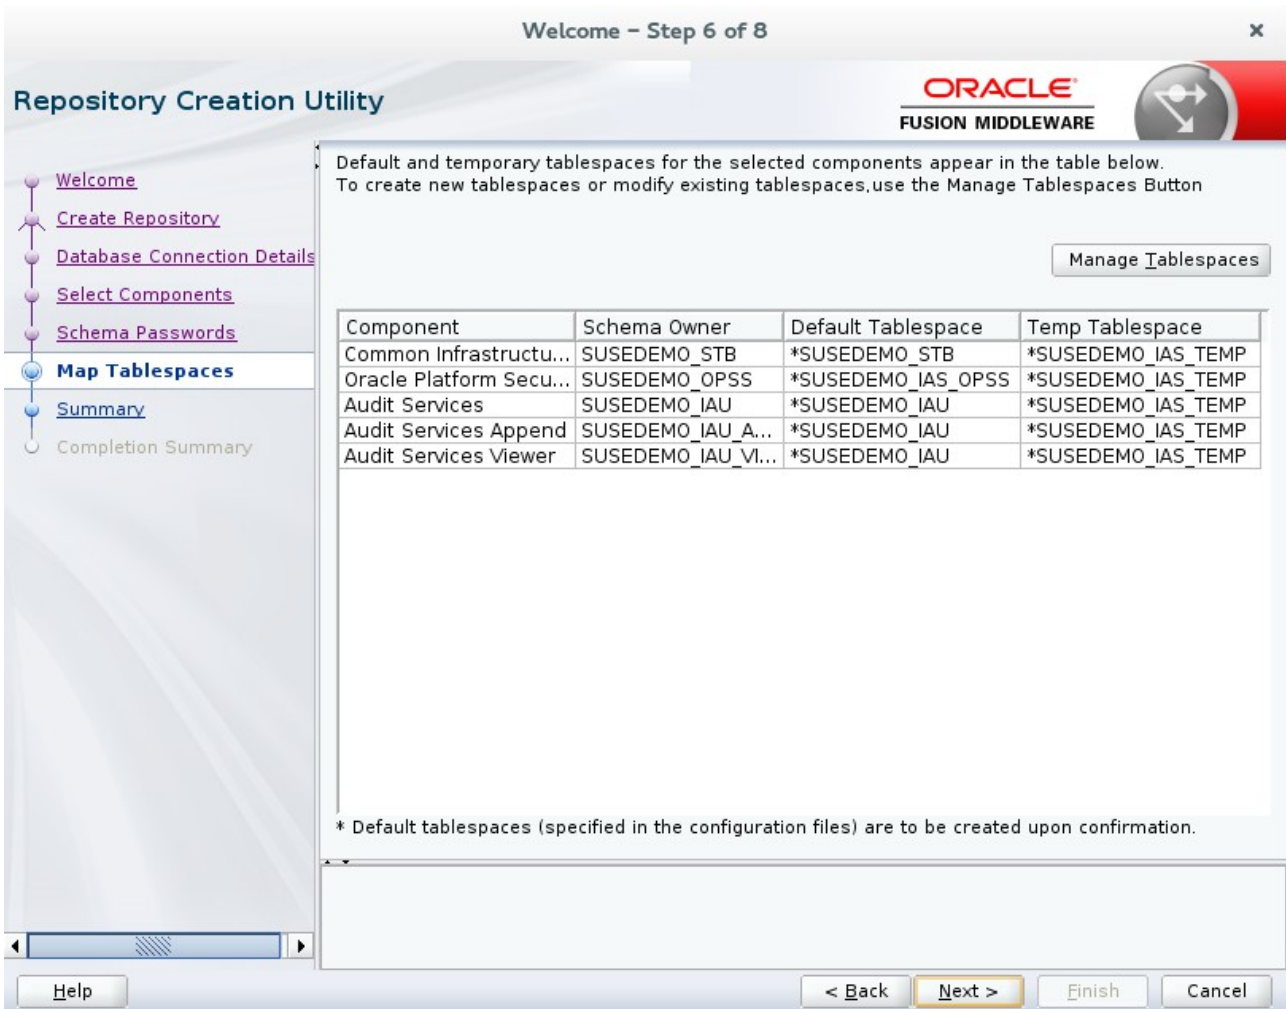 Welcome – Step 6 of 8
Repository Creation Utility
ORACLE
FUSION MIDDLEWARE
Welcome
Create Repository
Database Connection Details
Select Components
Schema Passwords
Map Tablespaces
Summary
Completion Summary
Default and temporary tablespaces for the selected components appear in the table below.
To create new tablespaces or modify existing tablespaces,use the Manage Tablespaces Button
Manage Tablespaces
Component Schema Owner Default Tablespace Temp Tablespace
Common Infrastructu... SUSEDEMO_STB *SUSEDEMO_STB *SUSEDEMO_IAS_TEMP
Oracle Platform Secu... SUSEDEMO_OPSS *SUSEDEMO_IAS_OPSS *SUSEDEMO_IAS_TEMP
Audit Services SUSEDEMO_IAU *SUSEDEMO_IAU *SUSEDEMO_IAS_TEMP
Audit Services Append SUSEDEMO_IAU_A... *SUSEDEMO_IAU *SUSEDEMO_IAS_TEMP
Audit Services Viewer SUSEDEMO_IAU_VI... *SUSEDEMO_IAU *SUSEDEMO_IAS_TEMP
* Default tablespaces (specified in the configuration files) are to be created upon confirmation.
Help
< Back
Next >
Finish
Cancel